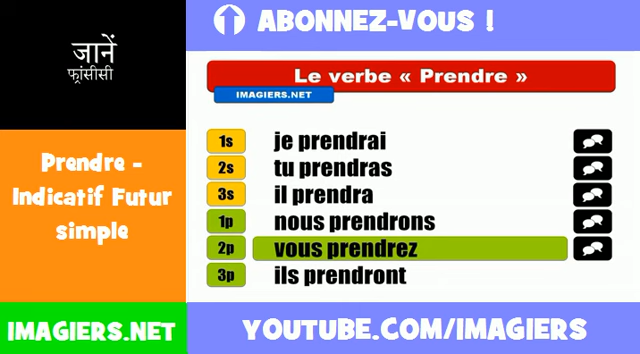 जानें
फ्रांसीसी
Prendre -
Indicatif Futur
simple
IMAGIERS.NET
ABONNEZ-VOUS !
Le verbe « Prendre »
IMAGIERS.NET
1s je prendrai
2s tu prendras
3s il prendra
1p nous prendrons
2p vous prendrez
3p ils prendront
YOUTUBE.COM/IMAGIERS